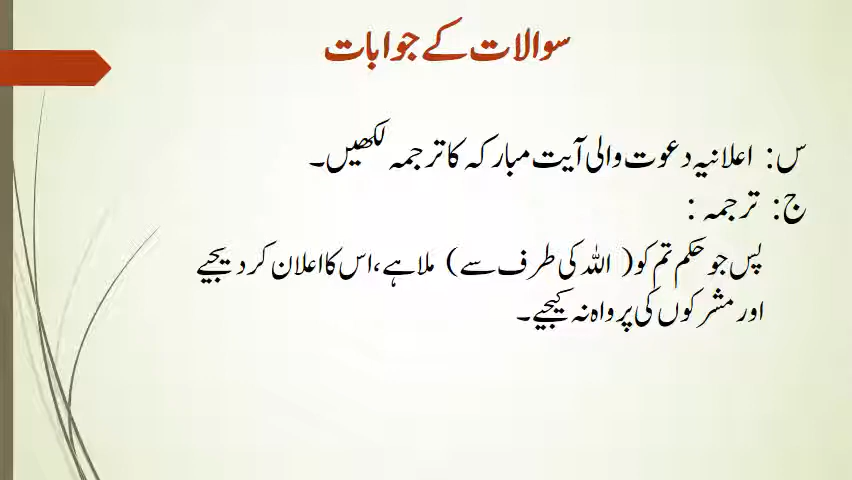 سوالات کے جوابات
س: اعلانیہ دعوت والی آیت مبارکہ کا ترجمہ لکھیں۔
ج: ترجمہ :
پس جو حکم تم کو( اللہ کی طرف سے) ملا ہے،اس کا اعلان کر دیجیے
اور مشرکوں کی پرواہ نہ کیجیے۔